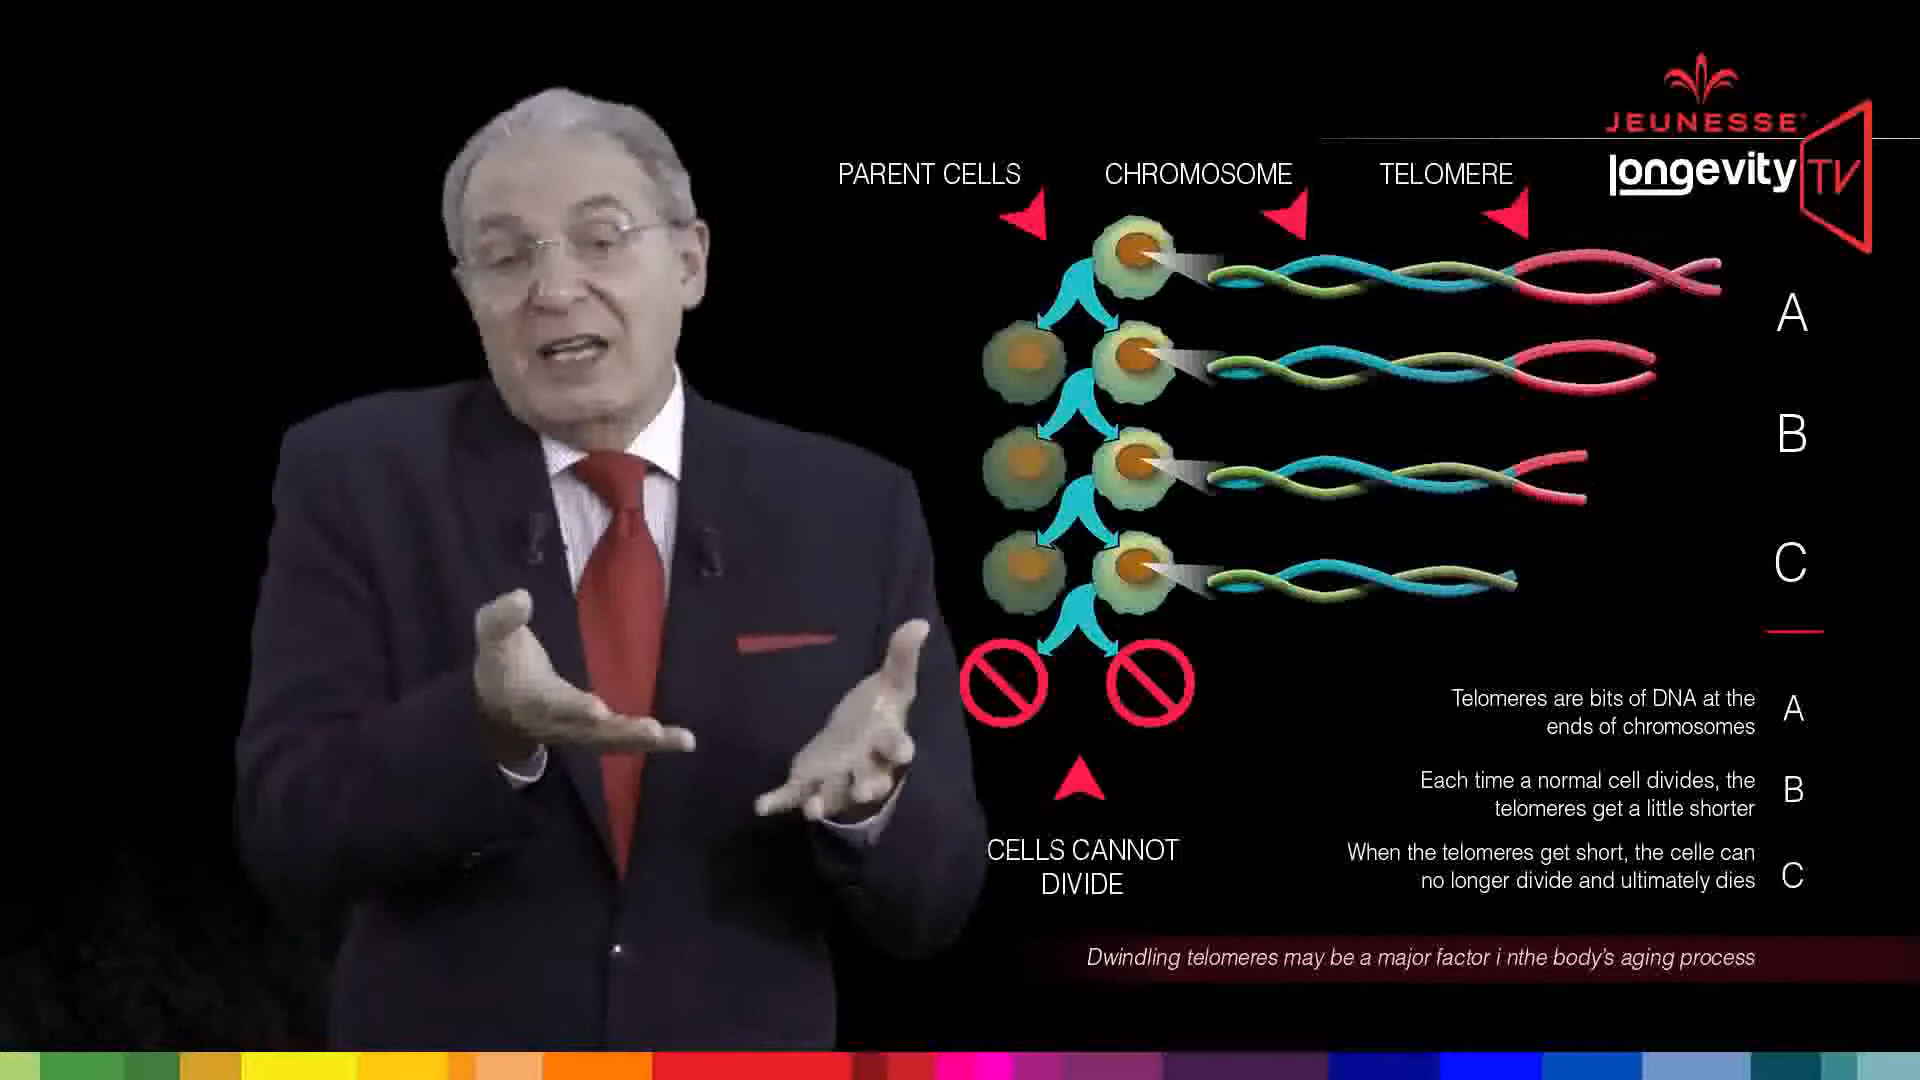 JEUNESSE
longevity TV
PARENT CELLS
CHROMOSOME
TELOMERE
A
B
C
Telomeres are bits of DNA at the
ends of chromosomes
A
Each time a normal cell divides, the
telomeres get a little shorter
B
When the telomeres get short, the celle can
no longer divide and ultimately dies
C
CELLS CANNOT
DIVIDE
Dwindling telomeres may be a major factor i nthe body's aging process